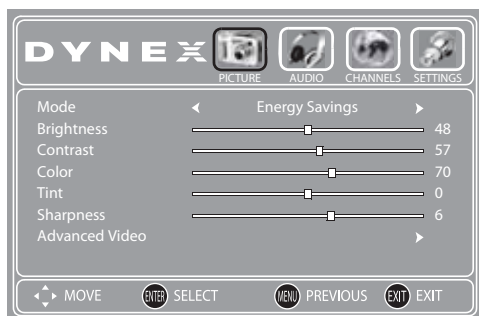 DYNEX
PICTURE AUDIO CHANNELS SETTINGS
Mode Energy Savings
Brightness 48
Contrast 57
Color 70
Tint 0
Sharpness 6
Advanced Video
MOVE ENTER SELECT MENU PREVIOUS EXIT EXIT